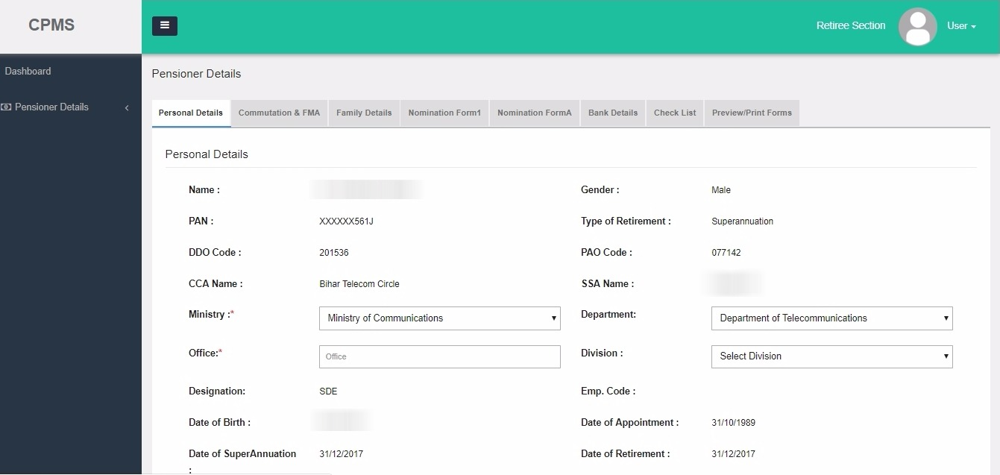 CPMS
Retiree Section User
Dashboard
Pensioner Details
Pensioner Details
Personal Details Commutation & FMA Family Details Nomination Form1 Nomination FormA Bank Details Check List Preview/Print Forms
Personal Details
Name : Gender : Male
PAN : XXXXXX561J Type of Retirement : Superannuation
DDO Code : 201536 PAO Code : 077142
CCA Name : Bihar Telecom Circle SSA Name :
Ministry :* Ministry of Communications Department: Department of Telecommunications
Office:* Office Division : Select Division
Designation: SDE Emp. Code :
Date of Birth : Date of Appointment : 31/10/1989
Date of SuperAnnuation 31/12/2017 Date of Retirement : 31/12/2017
: